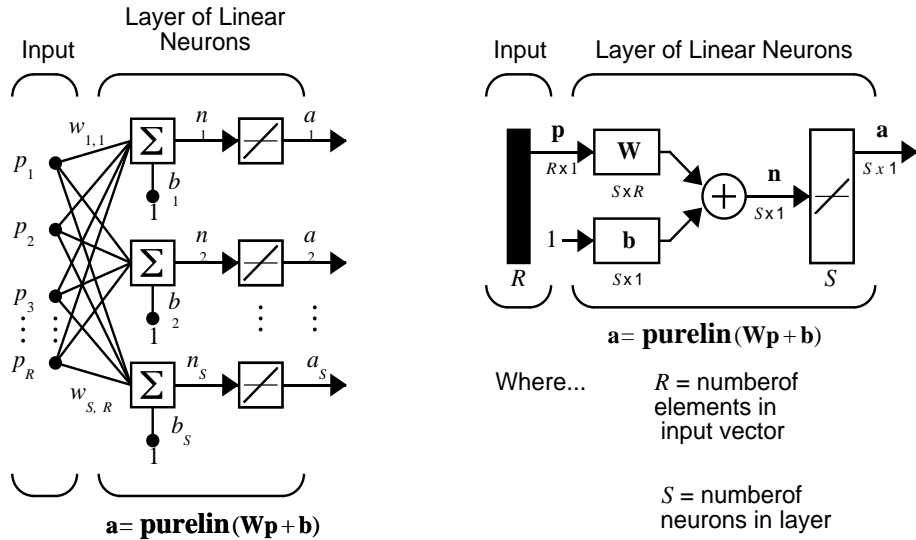 Layer of Linear
Neurons
Input
w1,1
n1
a1
Σ
p1
b1
1
p2
n2
a2
Σ
p3
b2
1
pR
nS
aS
Σ
wS, R
bS
1
a= purelin(Wp+b)
Input
Layer of Linear Neurons
p
W
a
R x 1
S x R
S x 1
n
S x 1
1
b
S x 1
R
S
a= purelin(Wp+b)
Where...
R = numberof
elements in
input vector
S = numberof
neurons in layer